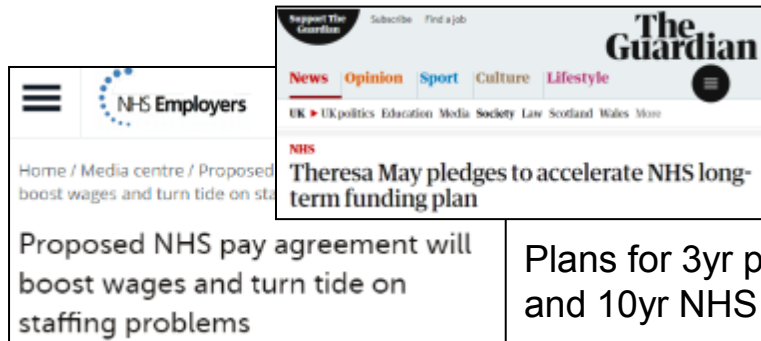 Support The
Guardian
Subscribe Find a job
The
Guardian
News Opinion Sport Culture Lifestyle
UK UK politics Education Media Society Law Scotland Wales More
NHS
Theresa May pledges to accelerate NHS long-
term funding plan
NHS Employers
Home / Media centre / Proposed
boost wages and turn tide on
Proposed NHS pay agreement will
boost wages and turn tide on
staffing problems
Plans for 3yr
and 10yr NHS